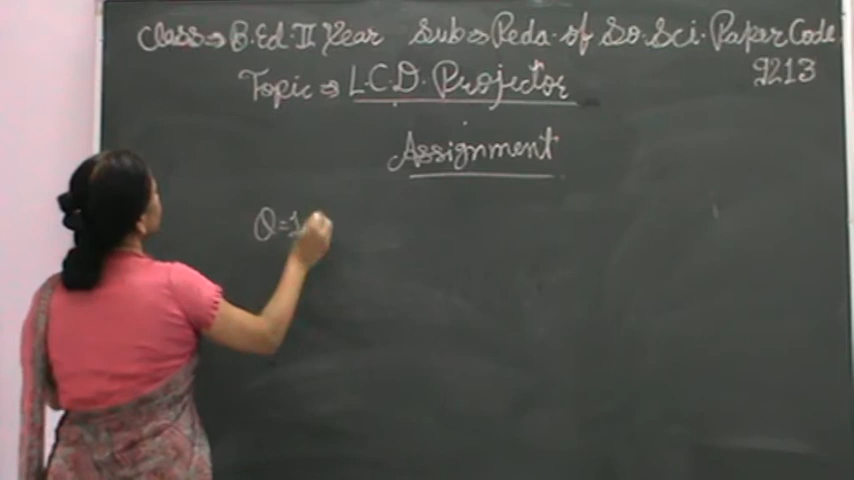 Class ⇒ B.Ed. II Year Sub ⇒ Peda. of So. Sci. Paper Code.
9213
Topic ⇒ L.C.D. Projector
Assignment
Q=1